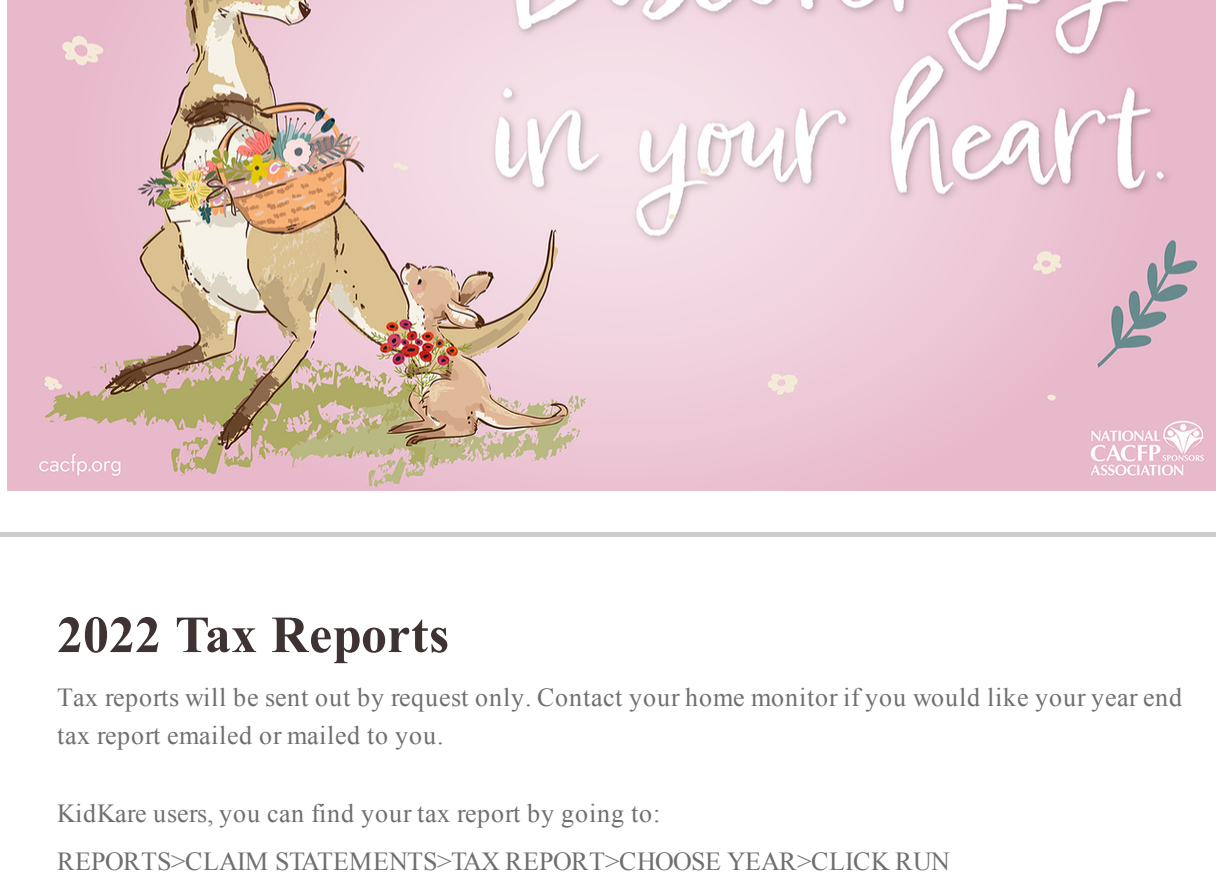 Discover joy
in your heart.
cacfp.org
NATIONAL
CACFP SPONSORS
ASSOCIATION
2022 Tax Reports
Tax reports will be sent out by request only. Contact your home monitor if you would like your year end
tax report emailed or mailed to you.
KidKare users, you can find your tax report by going to:
REPORTS>CLAIM STATEMENTS>TAX REPORT>CHOOSE YEAR>CLICK RUN